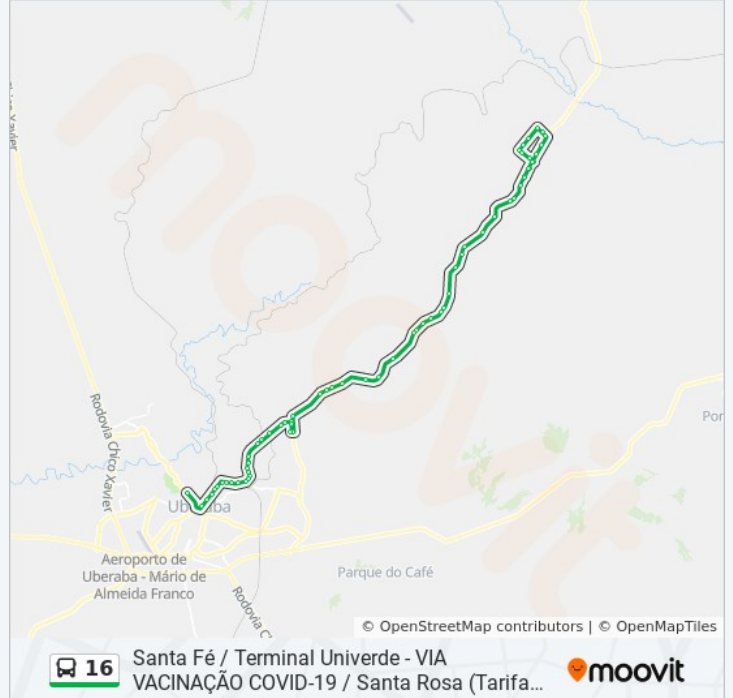 moovit
Rodovia Chico Xavier
Por
Uberaba
Aeroporto de
Uberaba - Mário de
Almeida Franco
Parque do Café
Rodovia C
© OpenStreetMap contributors | © OpenMapTiles
16
Santa Fé / Terminal Univerde - VIA
VACINAÇÃO COVID-19 / Santa Rosa (Tarifa...
moovit